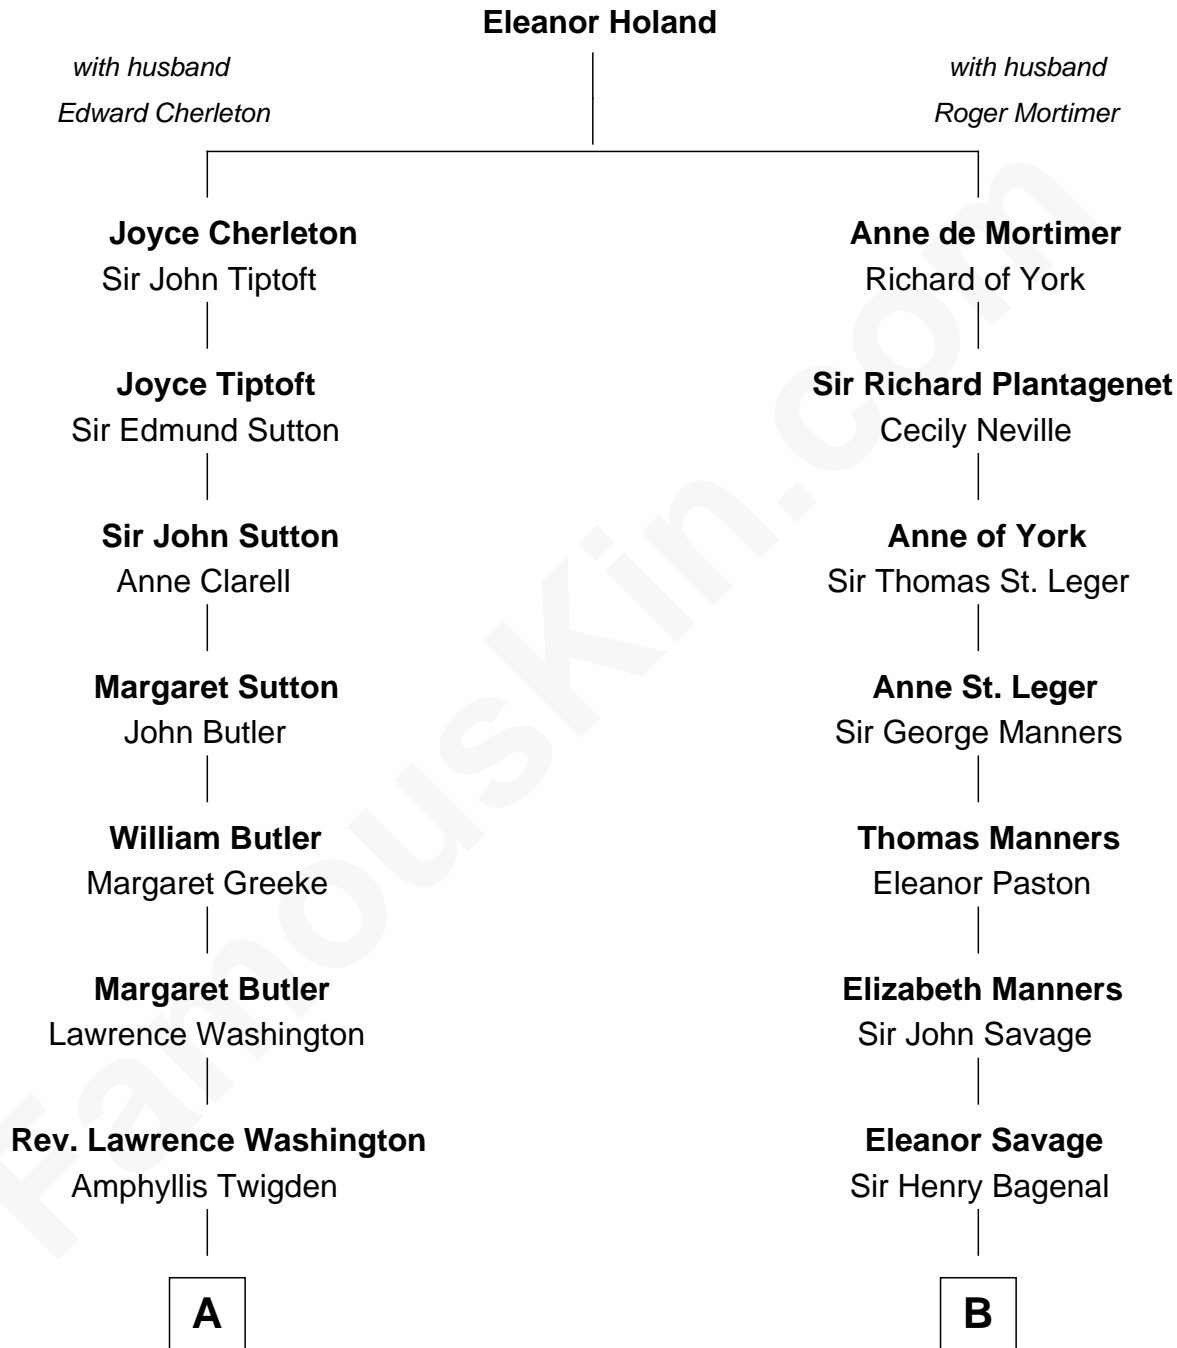 Eleanor Holand
with husband
Edward Cherleton
with husband
Roger Mortimer
Joyce Cherleton
Sir John Tiptoft
Anne de Mortimer
Richard of York
Joyce Tiptoft
Sir Edmund Sutton
Sir Richard Plantagenet
Cecily Neville
Sir John Sutton
Anne Clarell
Anne of York
Sir Thomas St. Leger
Margaret Sutton
John Butler
Anne St. Leger
Sir George Manners
William Butler
Margaret Greeke
Thomas Manners
Eleanor Paston
Margaret Butler
Lawrence Washington
Elizabeth Manners
Sir John Savage
Rev. Lawrence Washington
Amphyllis Twigden
Eleanor Savage
Sir Henry Bagenal
A
B
FamousKin.com